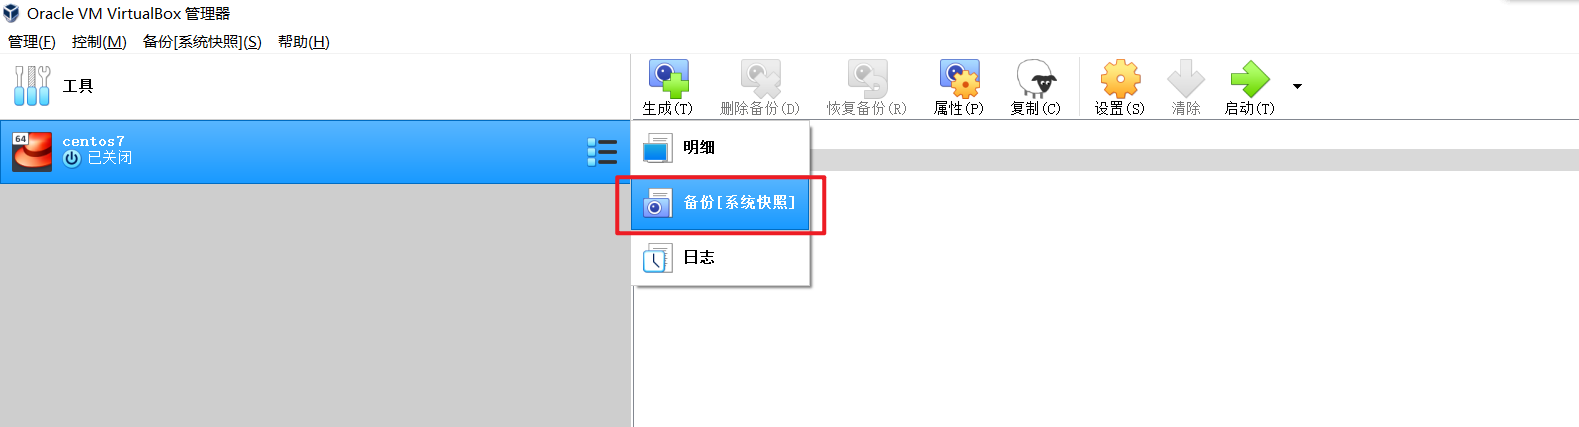 Oracle VM VirtualBox 管理器
管理(F) 控制(M) 备份[系统快照](S) 帮助(H)
工具
生成(T) 删除备份(D) 恢复备份(R) 属性(P) 复制(C) 设置(S) 清除 启动(T)
64
centos7
已关闭
明细
备份[系统快照]
日志